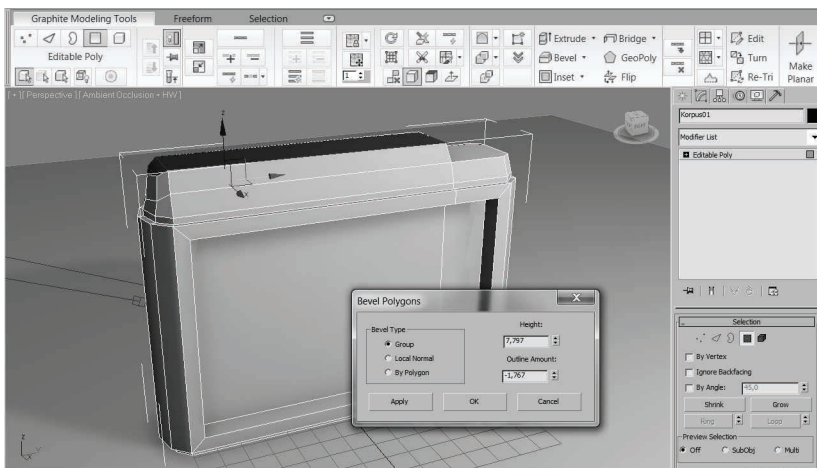 Graphite Modeling Tools Freeform Selection
Editable Poly
Extrude Bridge Edit
Bevel GeoPoly Turn
Inset Flip Re-Tri
Make
Planar
1
[ + ] [ Perspective ] [ Ambient Occlusion + HW ]
z
x
RIGHT
Korpus01
Modifier List
Editable Poly
Bevel Polygons
X
Bevel Type
Group
Local Normal
By Polygon
Height:
7,797
Outline Amount:
-1,767
Apply OK Cancel
Selection
By Vertex
Ignore Backfacing
By Angle: 45,0
Shrink Grow
Ring Loop
Preview Selection
Off SubObj Multi
z
x y